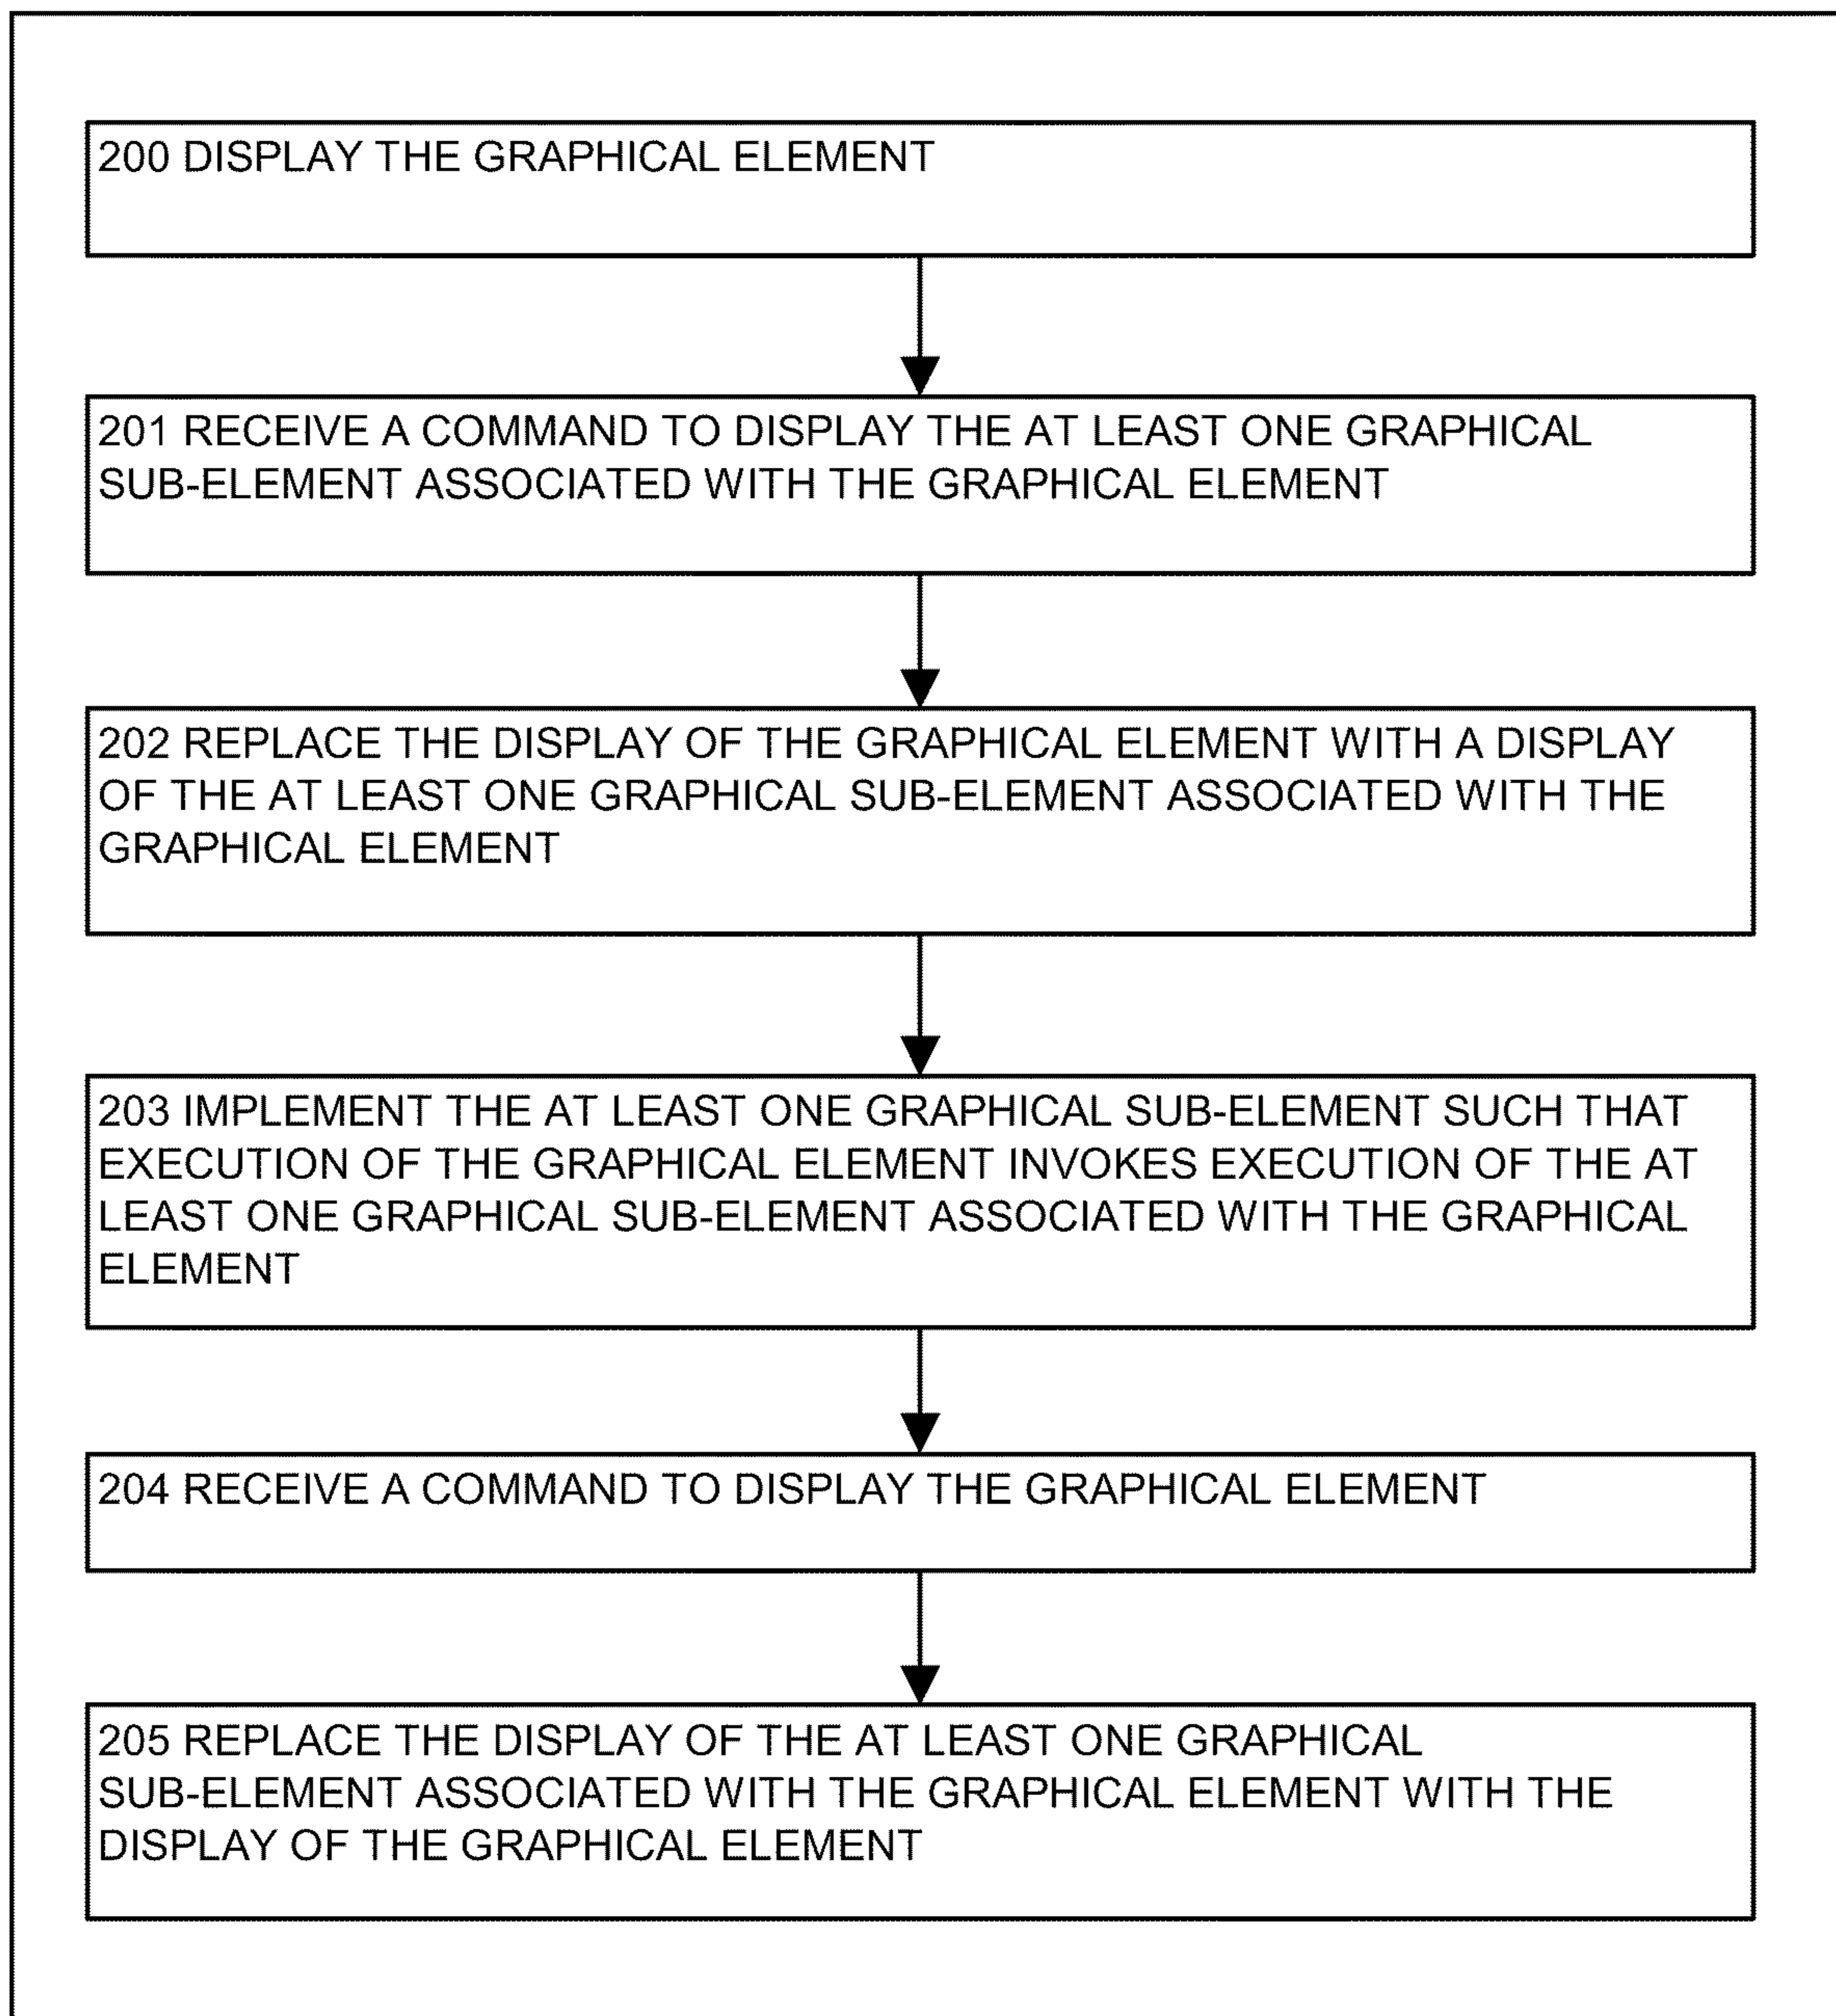 200 DISPLAY THE GRAPHICAL ELEMENT
201 RECEIVE A COMMAND TO DISPLAY THE AT LEAST ONE GRAPHICAL
SUB-ELEMENT ASSOCIATED WITH THE GRAPHICAL ELEMENT
202 REPLACE THE DISPLAY OF THE GRAPHICAL ELEMENT WITH A DISPLAY
OF THE AT LEAST ONE GRAPHICAL SUB-ELEMENT ASSOCIATED WITH THE
GRAPHICAL ELEMENT
203 IMPLEMENT THE AT LEAST ONE GRAPHICAL SUB-ELEMENT SUCH THAT
EXECUTION OF THE GRAPHICAL ELEMENT INVOKES EXECUTION OF THE AT
LEAST ONE GRAPHICAL SUB-ELEMENT ASSOCIATED WITH THE GRAPHICAL
ELEMENT
204 RECEIVE A COMMAND TO DISPLAY THE GRAPHICAL ELEMENT
205 REPLACE THE DISPLAY OF THE AT LEAST ONE GRAPHICAL
SUB-ELEMENT ASSOCIATED WITH THE GRAPHICAL ELEMENT WITH THE
DISPLAY OF THE GRAPHICAL ELEMENT